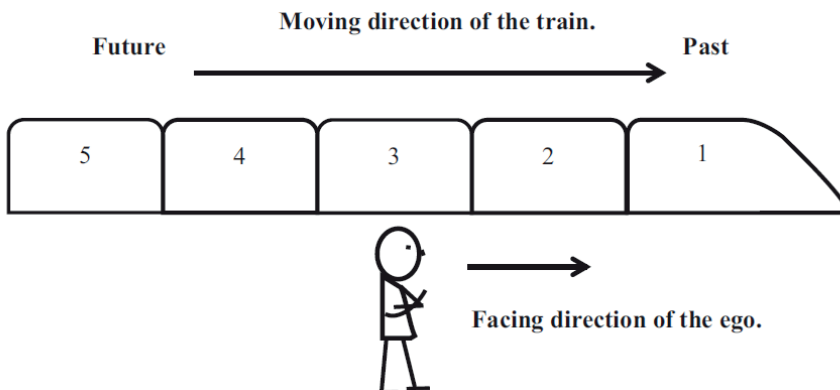 Moving direction of the train.
Future
Past
5
4
3
2
1
Facing direction of the ego.